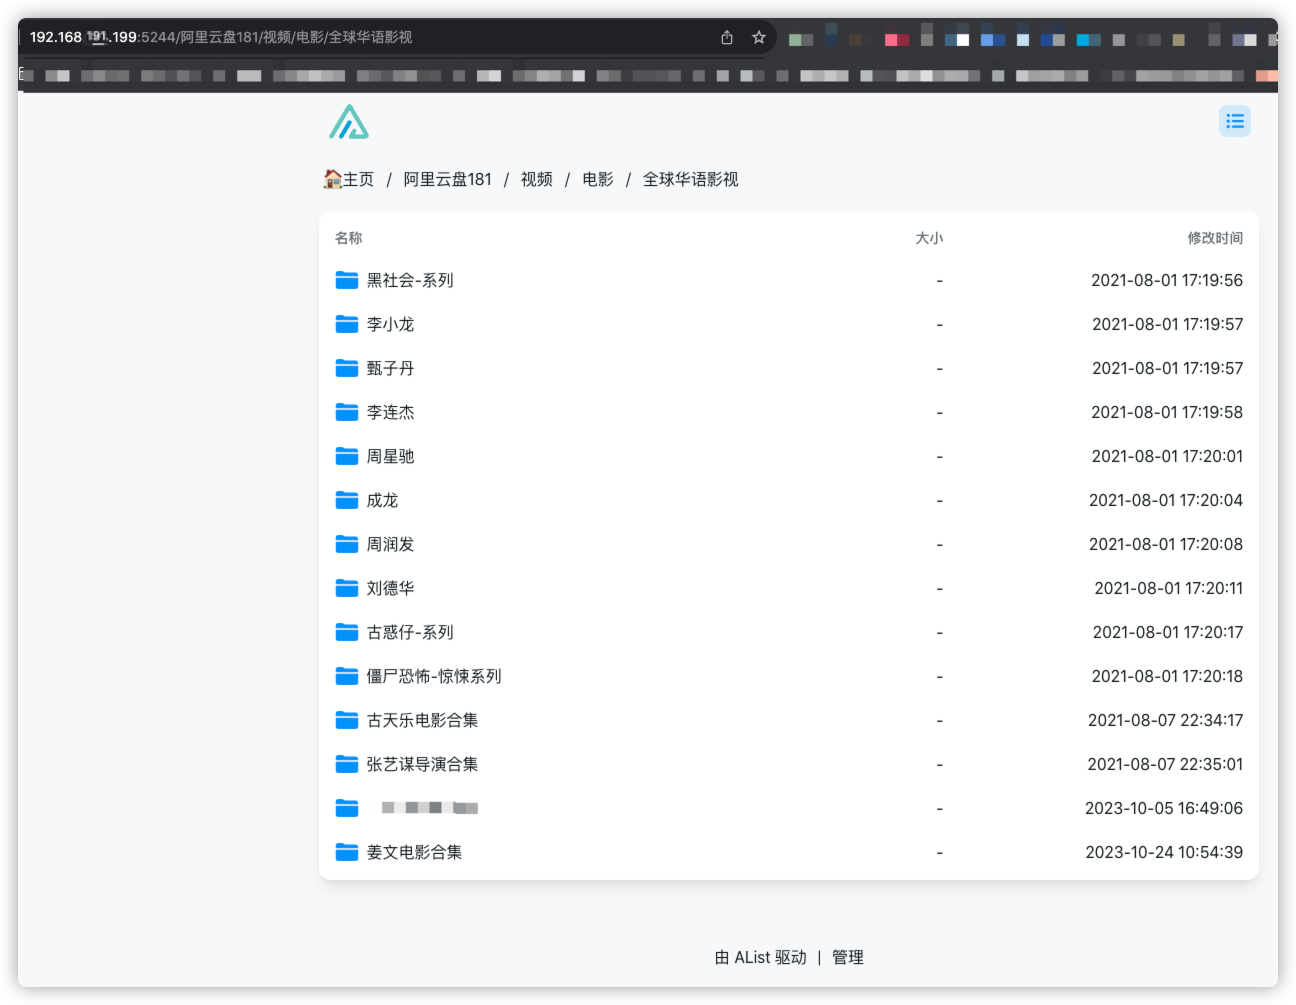 192.168.191.199:5244/阿里云盘181/视频/电影/全球华语影视
主页 / 阿里云盘181 / 视频 / 电影 / 全球华语影视
名称 大小 修改时间
黑社会-系列 - 2021-08-01 17:19:56
李小龙 - 2021-08-01 17:19:57
甄子丹 - 2021-08-01 17:19:57
李连杰 - 2021-08-01 17:19:58
周星驰 - 2021-08-01 17:20:01
成龙 - 2021-08-01 17:20:04
周润发 - 2021-08-01 17:20:08
刘德华 - 2021-08-01 17:20:11
古惑仔-系列 - 2021-08-01 17:20:17
僵尸恐怖-惊悚系列 - 2021-08-01 17:20:18
古天乐电影合集 - 2021-08-07 22:34:17
张艺谋导演合集 - 2021-08-07 22:35:01
- 2023-10-05 16:49:06
姜文电影合集 - 2023-10-24 10:54:39
由 AList 驱动 | 管理